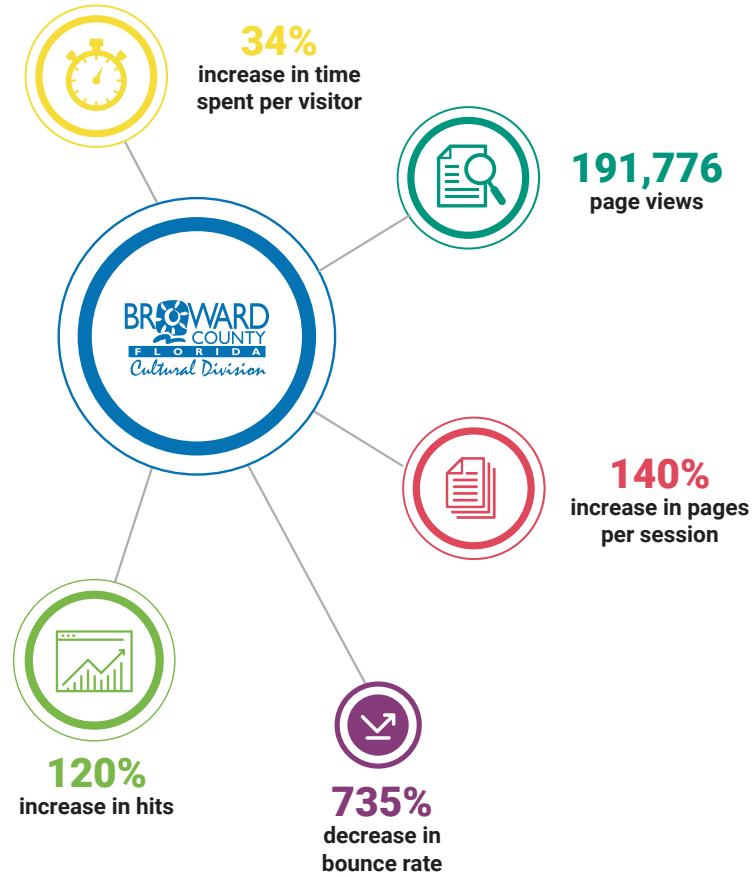 34%
increase in time
spent per visitor
191,776
page views
BROWARD
COUNTY
FLORIDA
Cultural Division
140%
increase in pages
per session
120%
increase in hits
735%
decrease in
bounce rate